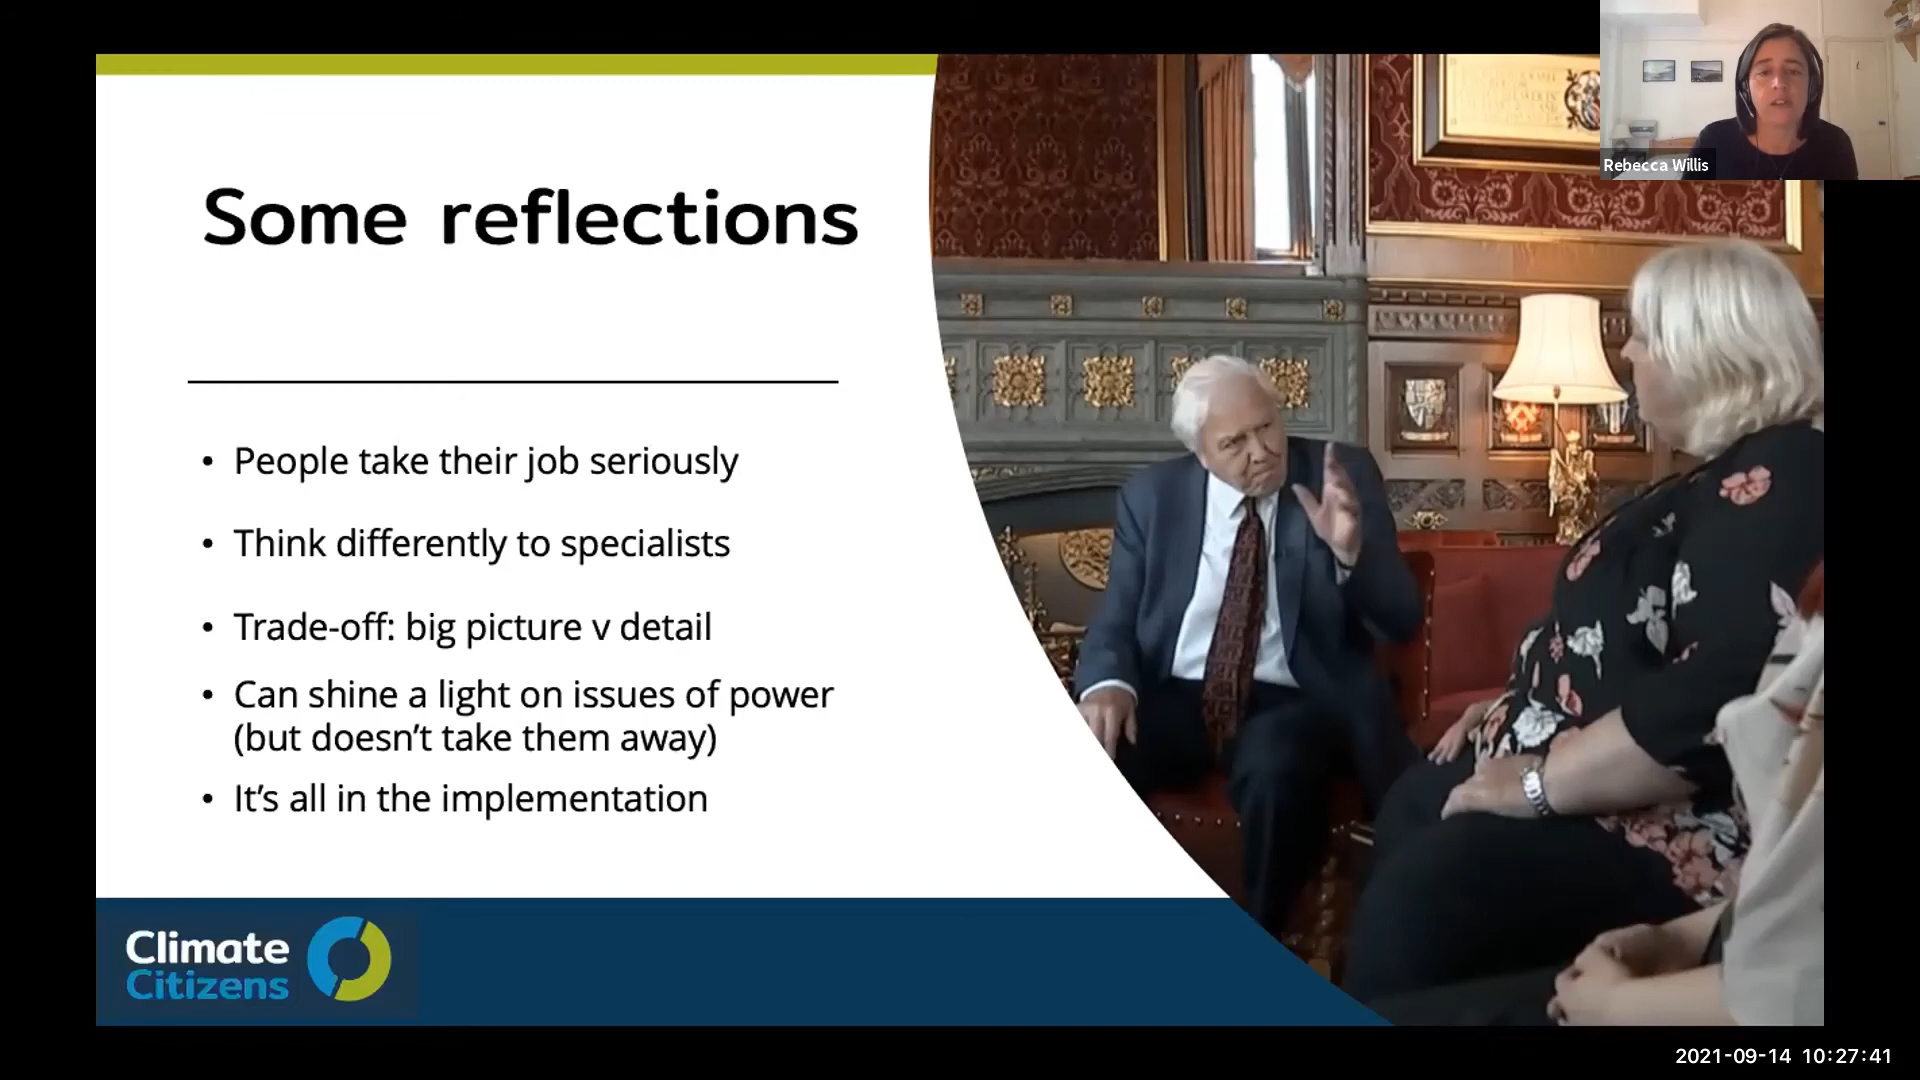 Some reflections
• People take their job seriously
• Think differently to specialists
• Trade-off: big picture v detail
• Can shine a light on issues of power
(but doesn’t take them away)
• It’s all in the implementation
Climate
Citizens
Rebecca Willis
2021-09-14 10:27:41